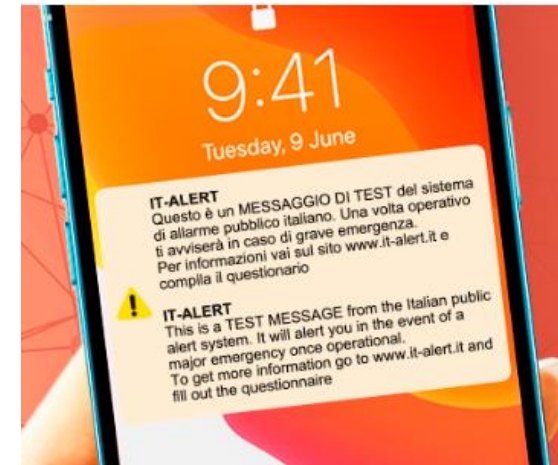 9:41
Tuesday, 9 June
IT-ALERT
Questo è un MESSAGGIO DI TEST del sistema
di allarme pubblico italiano. Una volta operativo
ti avviserà in caso di grave emergenza.
Per informazioni vai sul sito www.it-alert.it e
compila il questionario
IT-ALERT
This is a TEST MESSAGE from the Italian public
alert system. It will alert you in the event of a
major emergency once operational.
To get more information go to www.it-alert.it and
fill out the questionnaire